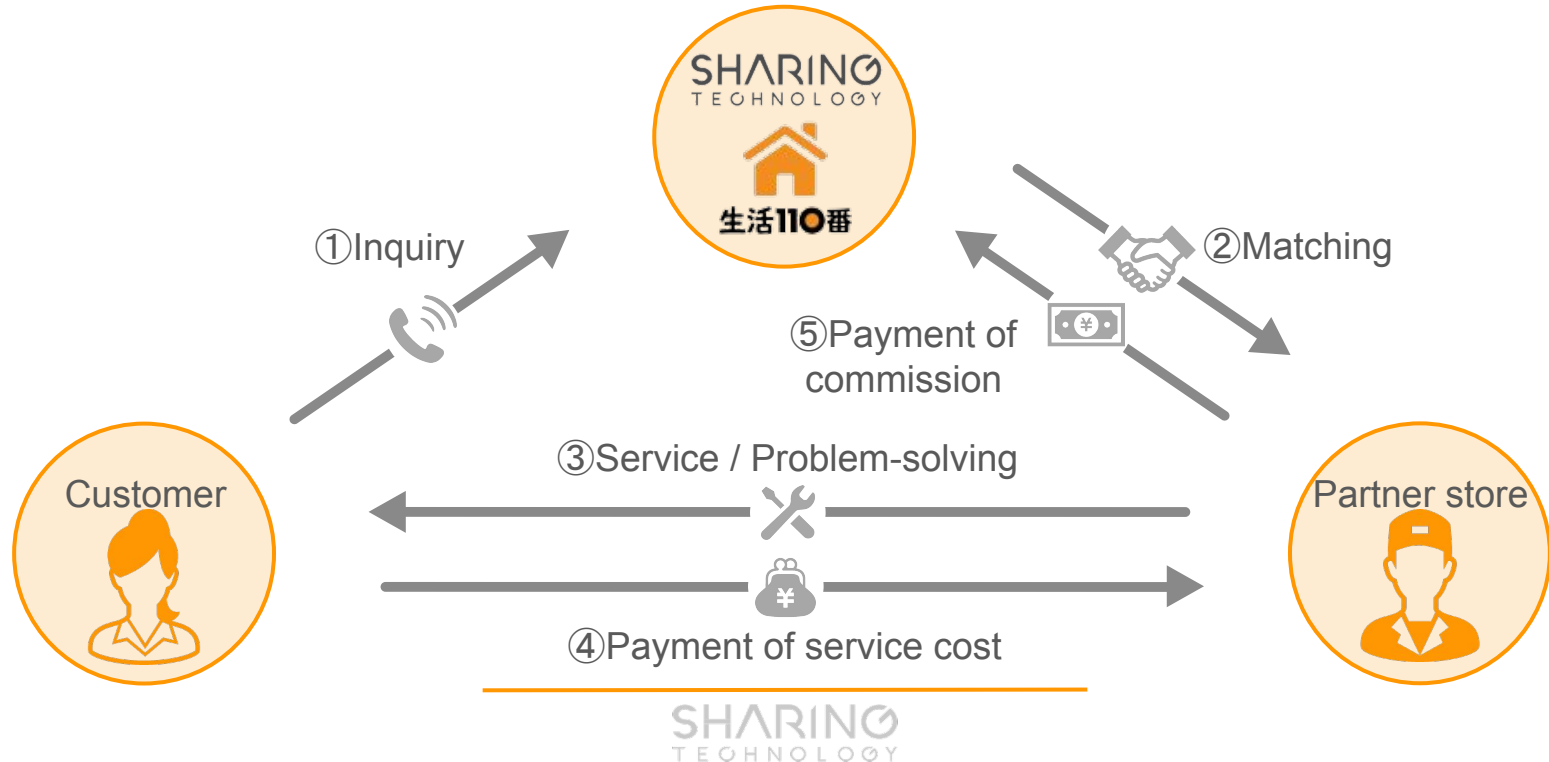 SHARING
TECHNOLOGY
生活110番
①Inquiry
②Matching
⑤Payment of
commission
③Service / Problem-solving
Customer
Partner store
¥
¥
④Payment of service cost
SHARING
TECHNOLOGY